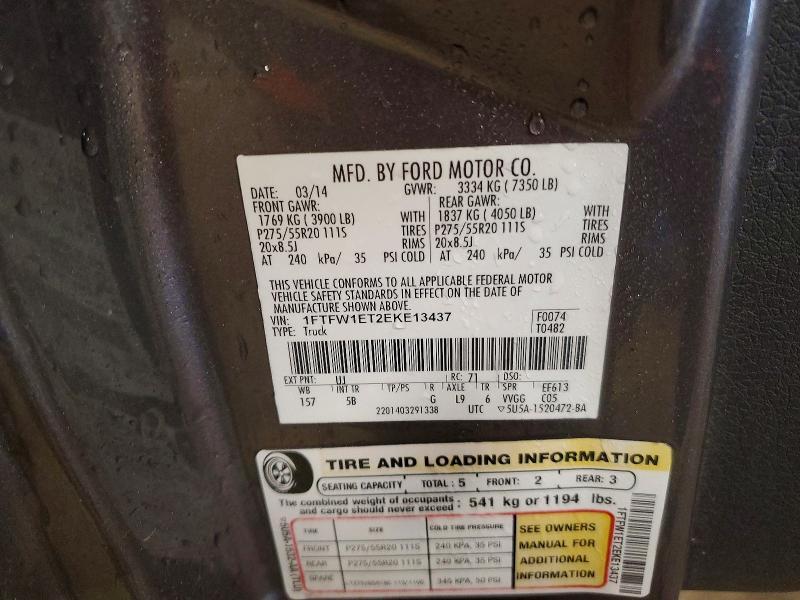 MFD. BY FORD MOTOR CO.
DATE: 03/14 GVWR: 3334 KG ( 7350 LB)
FRONT GAWR: REAR GAWR:
1769 KG ( 3900 LB) WITH 1837 KG ( 4050 LB) WITH
P275/55R20 111S TIRES P275/55R20 111S TIRES
20x8.5J RIMS 20x8.5J RIMS
AT 240 kPa/ 35 PSI COLD AT 240 kPa/ 35 PSI COLD
THIS VEHICLE CONFORMS TO ALL APPLICABLE FEDERAL MOTOR
VEHICLE SAFETY STANDARDS IN EFFECT ON THE DATE OF
MANUFACTURE SHOWN ABOVE.
VIN: 1FTFW1ET2EKE13437 F0074
TYPE: Truck T0482
EXT PNT: UJ RC: 71 DSO:
WB INT TR TP/PS R AXLE TR SPR EF613
157 5B G L9 6 VVGG C05
2201403291338 UTC ▽5U5A-1520472-BA
TIRE AND LOADING INFORMATION
SEATING CAPACITY TOTAL: 5 FRONT: 2 REAR: 3
The combined weight of occupants
and cargo should never exceed: 541 kg or 1194 lbs.
TIRE SIZE COLD TIRE PRESSURE
FRONT P275/55R20 111S 240 KPA, 35 PSI
REAR P275/55R20 111S 240 KPA, 35 PSI
SPARE 345 KPA, 50 PSI
SEE OWNERS
MANUAL FOR
ADDITIONAL
INFORMATION
1FTFW1ET2EKE13437